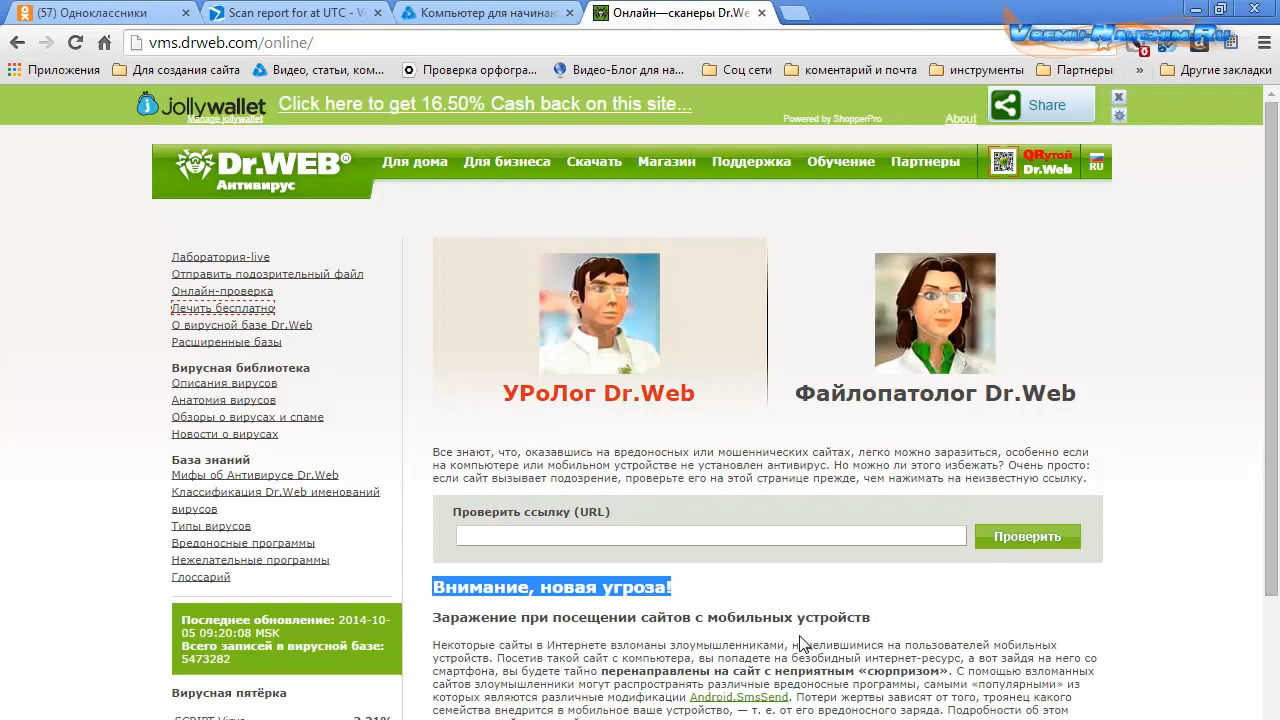 (57) Одноклассники
Scan report for at UTC - Vi
Компьютер для начинаю
Онлайн—сканеры Dr.We
vms.drweb.com/online/
Vsemu-Nauchim.Ru
0
Приложения
Для создания сайта
Видео, статьи, ком...
Проверка орфогра...
Видео-Блог для на...
Соц сети
коментарий и почта
инструменты
Партнеры
»
Другие закладки
jollywallet
Manage jollywallet
Click here to get 16.50% Cash back on this site...
Powered by ShopperPro
About
Share
Dr.WEB®
Антивирус
Для дома
Для бизнеса
Скачать
Магазин
Поддержка
Обучение
Партнеры
QRутой
Dr.Web
RU
Лаборатория-live
Отправить подозрительный файл
Онлайн-проверка
Лечить бесплатно
О вирусной базе Dr.Web
Расширенные базы
Вирусная библиотека
Описания вирусов
Анатомия вирусов
Обзоры о вирусах и спаме
Новости о вирусах
База знаний
Мифы об Антивирусе Dr.Web
Классификация Dr.Web именований
вирусов
Типы вирусов
Вредоносные программы
Нежелательные программы
Глоссарий
Последнее обновление: 2014-10-
05 09:20:08 MSK
Всего записей в вирусной базе:
5473282
Вирусная пятёрка
УРоЛог Dr.Web
Файлопатолог Dr.Web
Все знают, что, оказавшись на вредоносных или мошеннических сайтах, легко можно заразиться, особенно если
на компьютере или мобильном устройстве не установлен антивирус. Но можно ли этого избежать? Очень просто:
если сайт вызывает подозрение, проверьте его на этой странице прежде, чем нажимать на неизвестную ссылку.
Проверить ссылку (URL)
Проверить
Внимание, новая угроза!
Заражение при посещении сайтов с мобильных устройств
Некоторые сайты в Интернете взломаны злоумышленниками, нацелившимися на пользователей мобильных
устройств. Посетив такой сайт с компьютера, вы попадете на безобидный интернет-ресурс, а вот зайдя на него со
смартфона, вы будете тайно перенаправлены на сайт с неприятным «сюрпризом». С помощью взломанных
сайтов злоумышленники могут распространять различные вредоносные программы, самыми «популярными» из
которых являются различные модификации Android.SmsSend. Потери жертвы зависят от того, троянец какого
семейства внедрится в мобильное ваше устройство, — т. е. от его вредоносного заряда. Подробности об этом